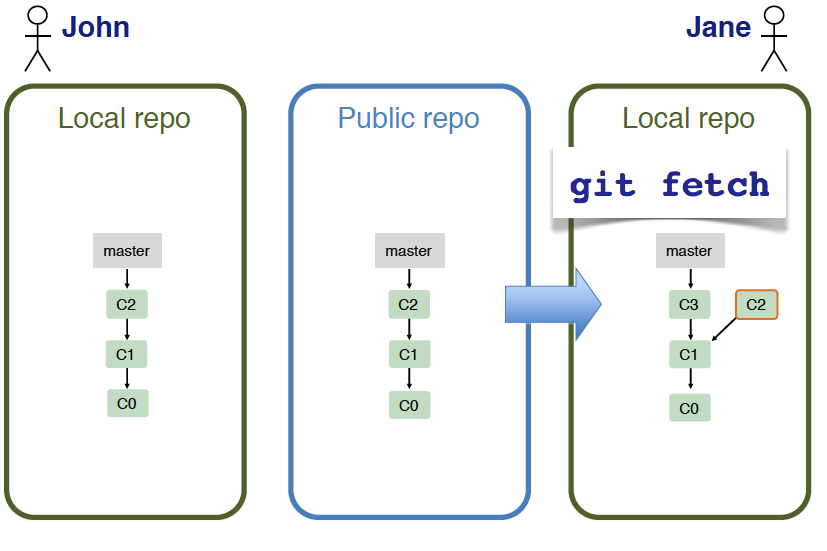 John
Jane
Local repo
Public repo
Local repo
git fetch
master
C2
C1
C0
master
C2
C1
C0
master
C3
C2
C1
C0